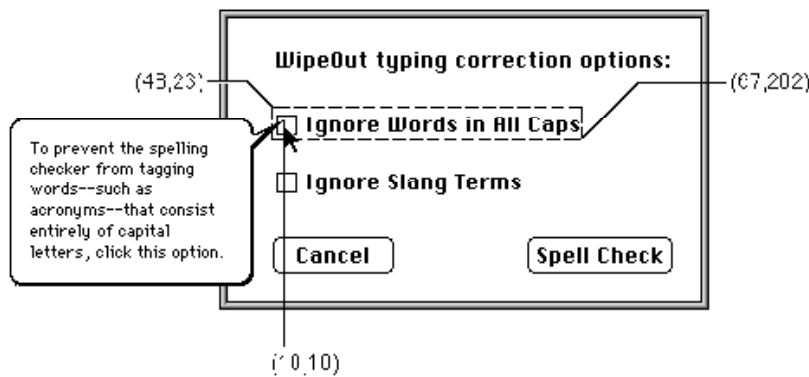 WipeOut typing correction options:
(43,23)
(67,202)
Ignore Words in All Caps
To prevent the spelling
checker from tagging
words--such as
acronyms--that consist
entirely of capital
letters, click this option.
Ignore Slang Terms
Cancel
Spell Check
(10,10)